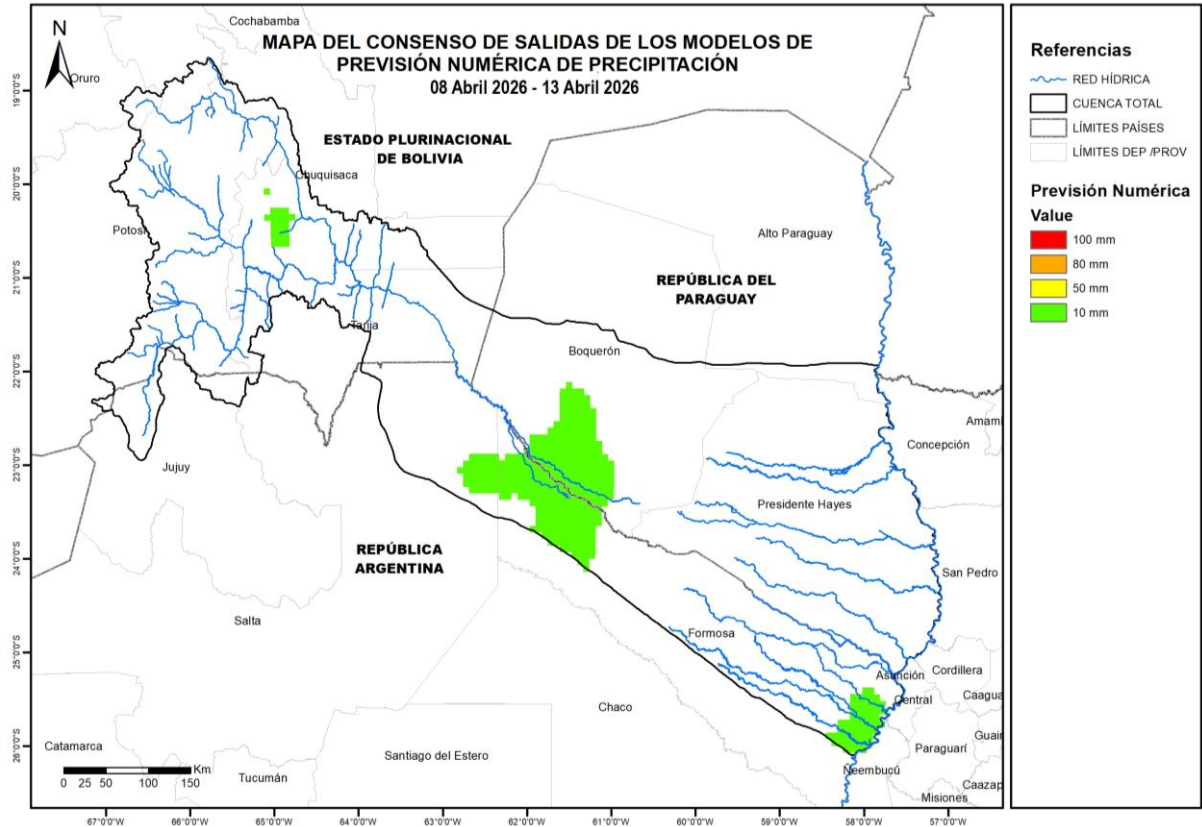 N
MAPA DEL CONSENSO DE SALIDAS DE LOS MODELOS DE
PREVISIÓN NUMÉRICA DE PRECIPITACIÓN
08 Abril 2026 - 13 Abril 2026
Cochabamba
Oruro
ESTADO PLURINACIONAL
DE BOLIVIA
Chuquisaca
Potosí
Alto Paraguay
REPÚBLICA DEL
PARAGUAY
Tarija
Boquerón
Amam
Concepción
Jujuy
Presidente Hayes
REPÚBLICA
ARGENTINA
San Pedro
Salta
Formosa
Asunción
Cordillera
Central
Caagua
Chaco
Guair
Paraguarí
Catamarca
Santiago del Estero
Ñeembucú
Caazap
Tucumán
Misiones
Km
0 25 50 100 150
19°0'0"S
20°0'0"S
21°0'0"S
22°0'0"S
23°0'0"S
24°0'0"S
25°0'0"S
26°0'0"S
67°0'0"W
66°0'0"W
65°0'0"W
64°0'0"W
63°0'0"W
62°0'0"W
61°0'0"W
60°0'0"W
59°0'0"W
58°0'0"W
57°0'0"W
Referencias
RED HÍDRICA
CUENCA TOTAL
LÍMITES PAÍSES
LÍMITES DEP /PROV
Previsión Numérica
Value
100 mm
80 mm
50 mm
10 mm